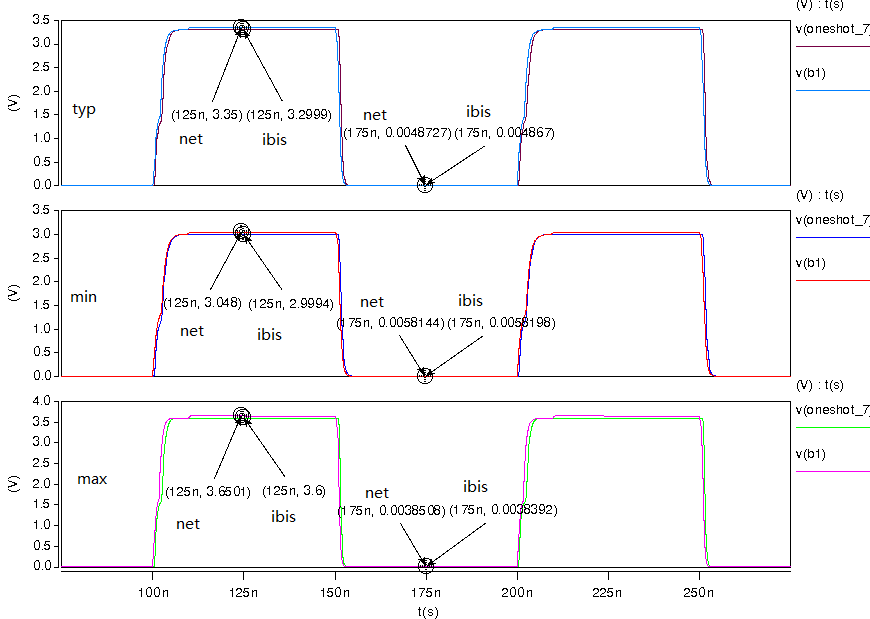 (V) : t(s)
v(oneshot_7)
v(b1)
3.5
3.0
2.5
2.0
1.5
1.0
0.5
0.0
(V)
typ
(125n, 3.35) (125n, 3.2999)
net ibis
net ibis
(175n, 0.0048727) (175n, 0.004867)
(V) : t(s)
v(oneshot_7)
v(b1)
3.5
3.0
2.5
2.0
1.5
1.0
0.5
0.0
(V)
min
(125n, 3.048) (125n, 2.9994)
net ibis
net ibis
(175n, 0.0058144) (175n, 0.0058198)
(V) : t(s)
v(oneshot_7)
v(b1)
4.0
3.5
3.0
2.5
2.0
1.5
1.0
0.5
0.0
(V)
max
(125n, 3.6501) (125n, 3.6)
net ibis
net ibis
(175n, 0.0038508) (175n, 0.0038392)
100n 125n 150n 175n 200n 225n 250n
t(s)